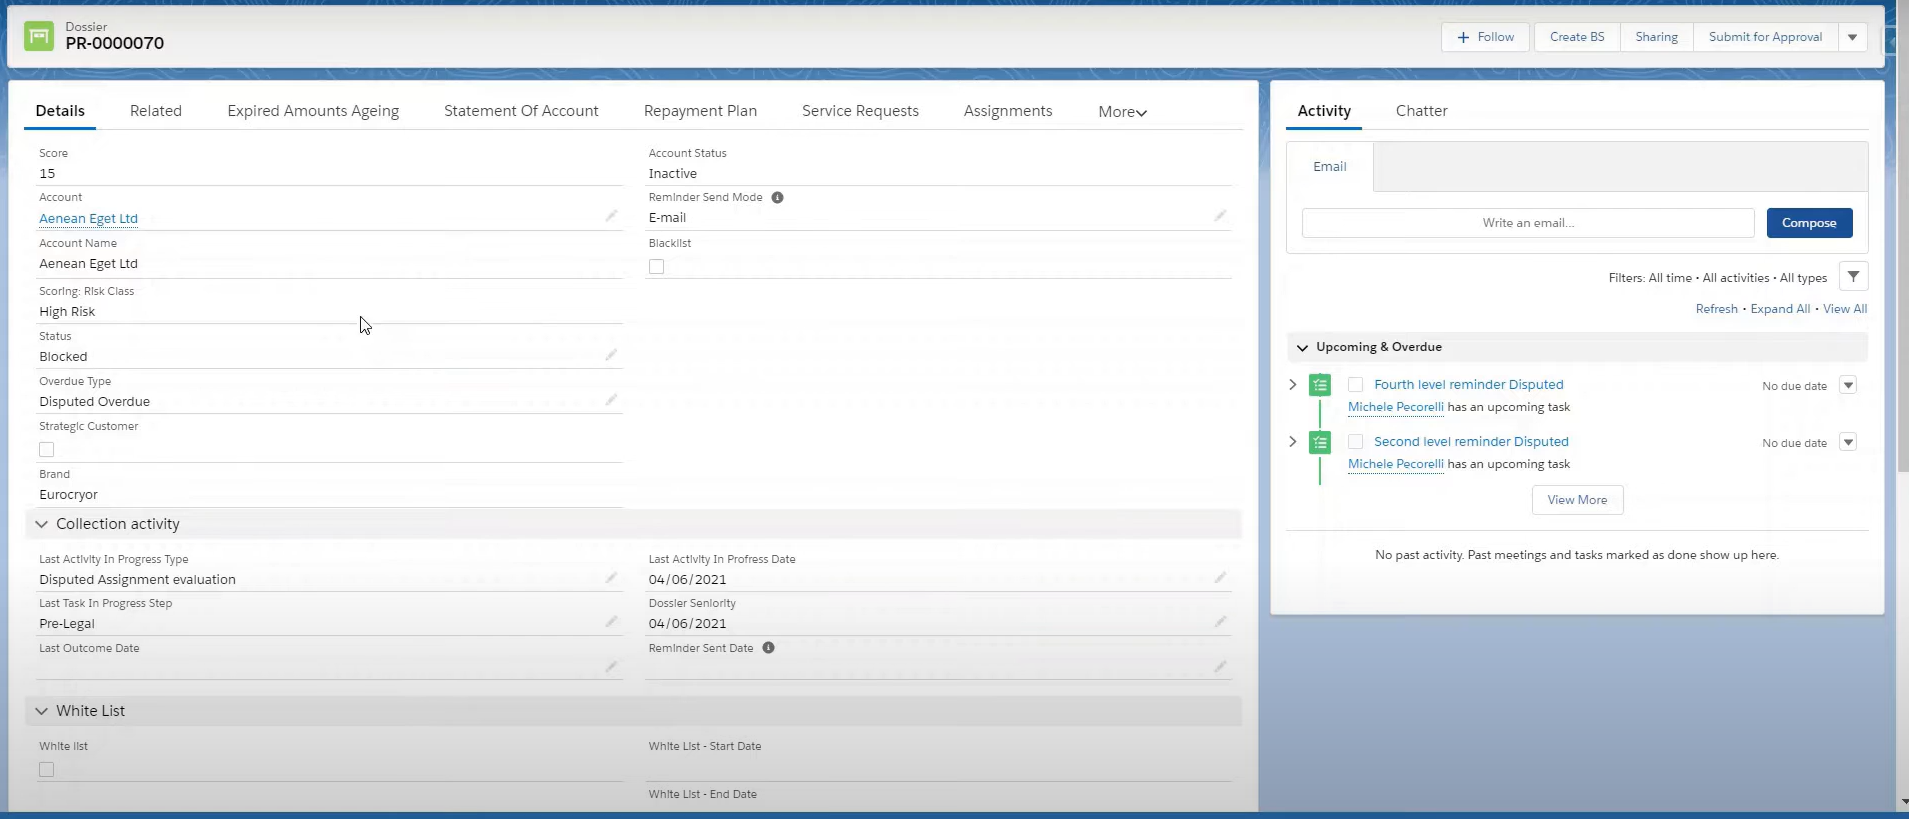 Dossier
PR-0000070
Follow
Create BS
Sharing
Submit for Approval
Details
Related
Expired Amounts Ageing
Statement Of Account
Repayment Plan
Service Requests
Assignments
More
Score
15
Account Status
Inactive
Account
Aenean Eget Ltd
Reminder Send Mode
E-mail
Account Name
Aenean Eget Ltd
Blacklist
Scoring: Risk Class
High Risk
Status
Blocked
Overdue Type
Disputed Overdue
Strategic Customer
Brand
Eurocryor
Collection activity
Last Activity In Progress Type
Disputed Assignment evaluation
Last Activity In Profress Date
04/06/2021
Last Task In Progress Step
Pre-Legal
Dossier Seniority
04/06/2021
Last Outcome Date
Reminder Sent Date
White List
White list
White List - Start Date
White List - End Date
Activity
Chatter
Email
Write an email...
Compose
Filters: All time • All activities • All types
Refresh • Expand All • View All
Upcoming & Overdue
Fourth level reminder Disputed
No due date
Michele Pecorelli has an upcoming task
Second level reminder Disputed
No due date
Michele Pecorelli has an upcoming task
View More
No past activity. Past meetings and tasks marked as done show up here.